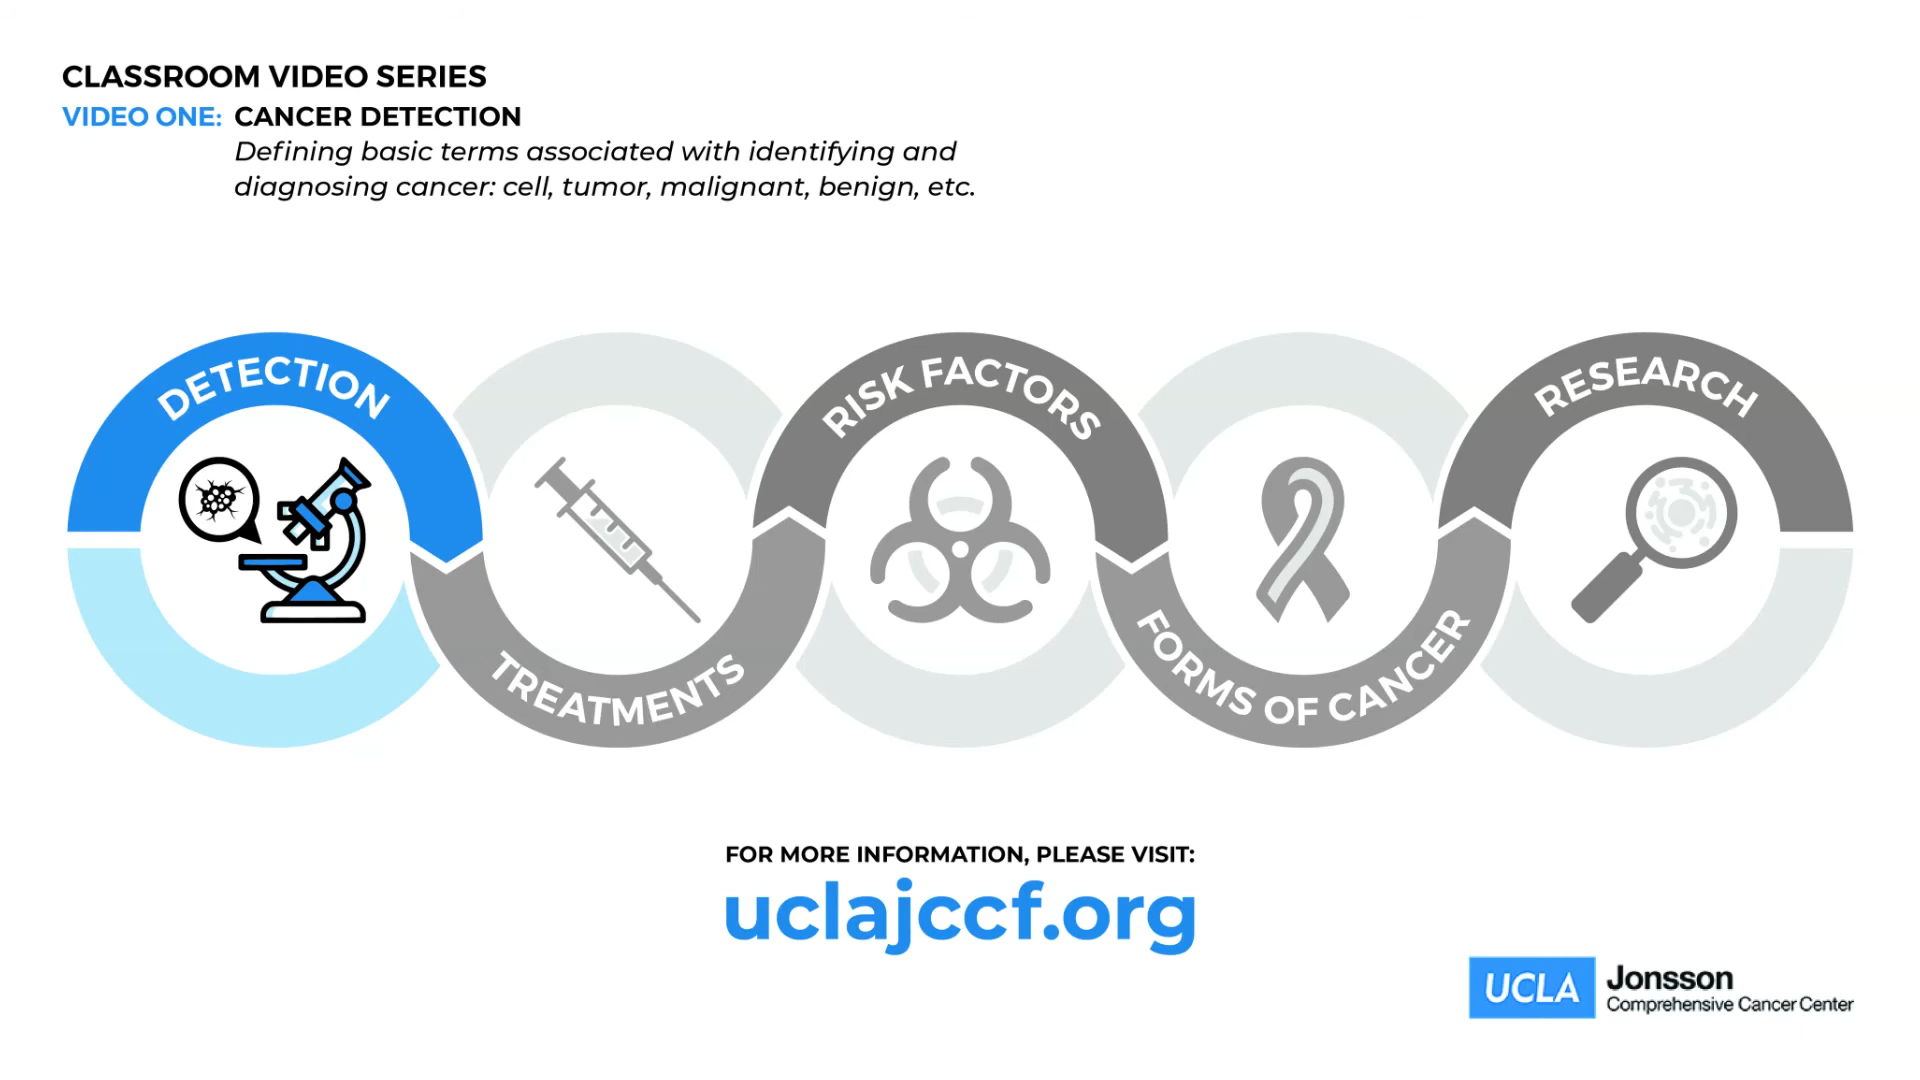 CLASSROOM VIDEO SERIES
VIDEO ONE: CANCER DETECTION
Defining basic terms associated with identifying and
diagnosing cancer: cell, tumor, malignant, benign, etc.
DETECTION
TREATMENTS
RISK FACTORS
FORMS OF CANCER
RESEARCH
FOR MORE INFORMATION, PLEASE VISIT:
uclajccf.org
UCLA Jonsson
Comprehensive Cancer Center